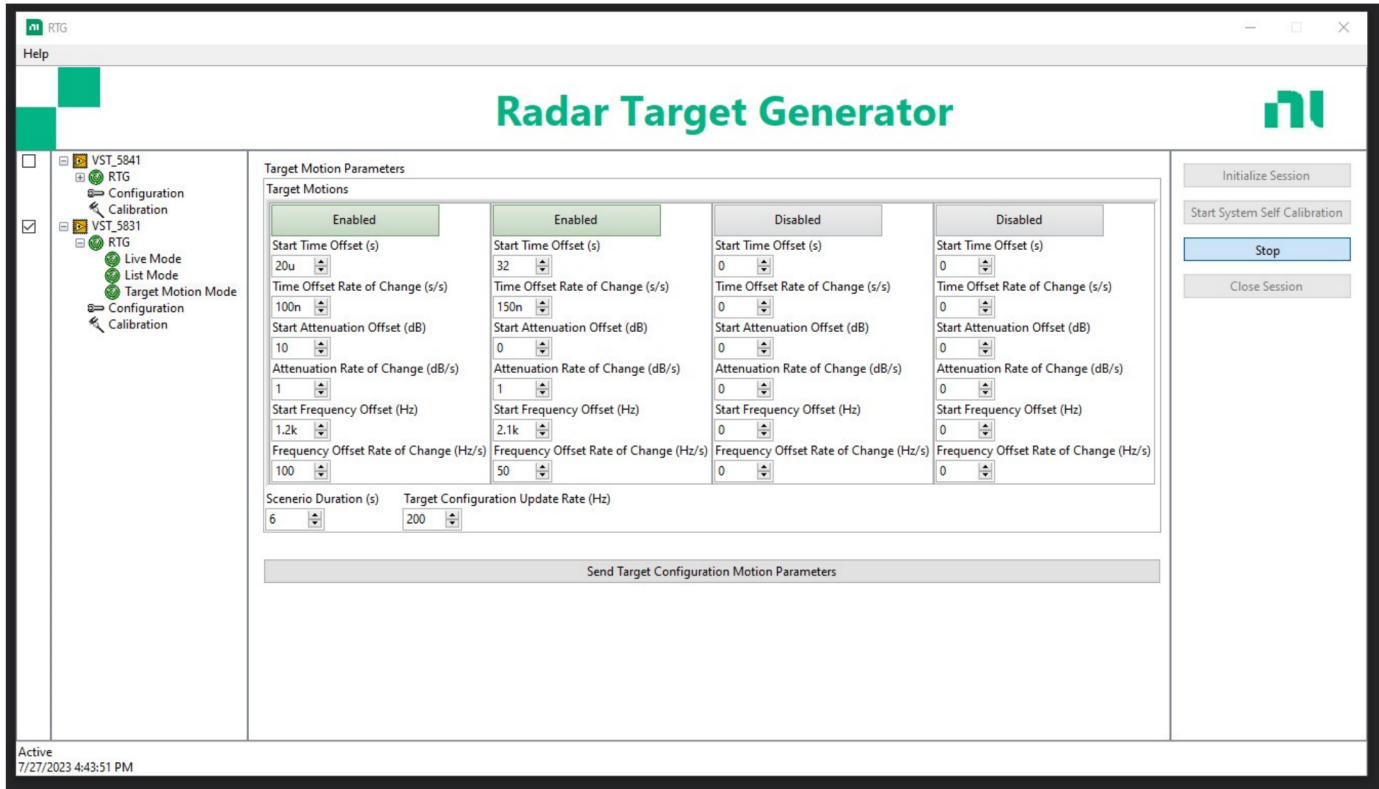 RTG
Help
Radar Target Generator
VST_5841
RTG
Configuration
Calibration
VST_5831
RTG
Live Mode
List Mode
Target Motion Mode
Configuration
Calibration
Target Motion Parameters
Target Motions
Enabled Enabled Disabled Disabled
Start Time Offset (s) Start Time Offset (s) Start Time Offset (s) Start Time Offset (s)
20u 32 0 0
Time Offset Rate of Change (s/s) Time Offset Rate of Change (s/s) Time Offset Rate of Change (s/s) Time Offset Rate of Change (s/s)
100n 150n 0 0
Start Attenuation Offset (dB) Start Attenuation Offset (dB) Start Attenuation Offset (dB) Start Attenuation Offset (dB)
10 0 0 0
Attenuation Rate of Change (dB/s) Attenuation Rate of Change (dB/s) Attenuation Rate of Change (dB/s) Attenuation Rate of Change (dB/s)
1 1 0 0
Start Frequency Offset (Hz) Start Frequency Offset (Hz) Start Frequency Offset (Hz) Start Frequency Offset (Hz)
1.2k 2.1k 0 0
Frequency Offset Rate of Change (Hz/s) Frequency Offset Rate of Change (Hz/s) Frequency Offset Rate of Change (Hz/s) Frequency Offset Rate of Change (Hz/s)
100 50 0 0
Scenerio Duration (s) Target Configuration Update Rate (Hz)
6 200
Send Target Configuration Motion Parameters
Initialize Session
Start System Self Calibration
Stop
Close Session
Active
7/27/2023 4:43:51 PM